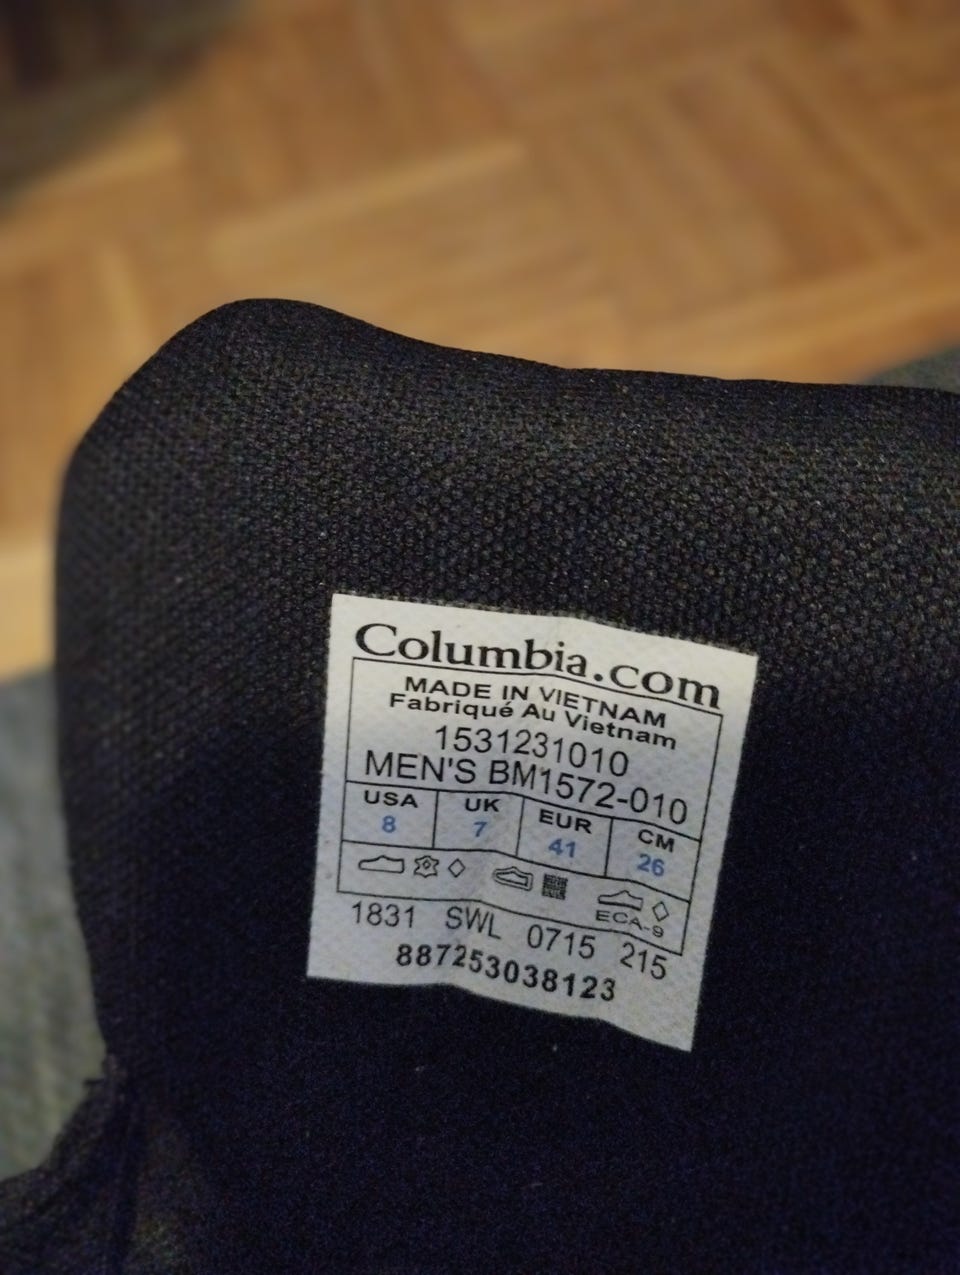 Columbia.com
MADE IN VIETNAM
Fabriqué Au Vietnam
1531231010
MEN'S BM1572-010
USA UK EUR CM
8 7 41 26
ECA-9
1831 SWL 0715 215
887253038123